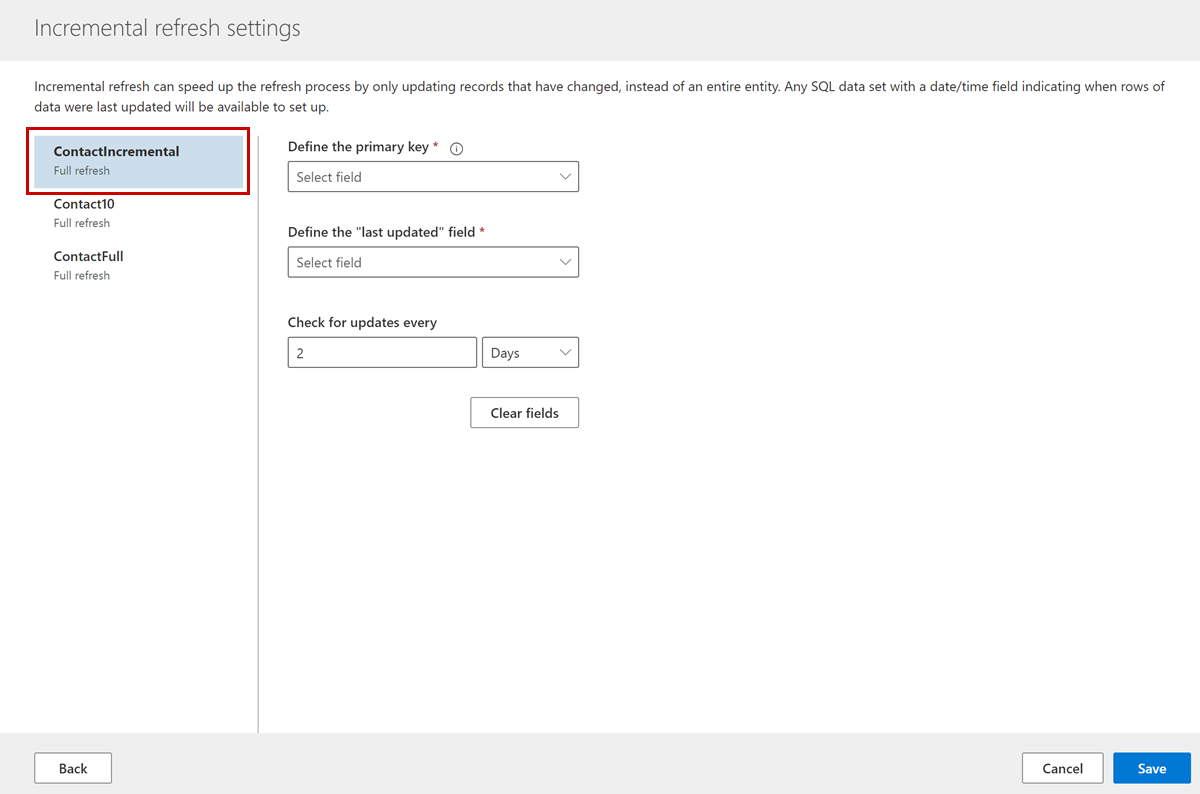 Incremental refresh settings
Incremental refresh can speed up the refresh process by only updating records that have changed, instead of an entire entity. Any SQL data set with a date/time field indicating when rows of
data were last updated will be available to set up.
ContactIncremental
Full refresh
Contact10
Full refresh
ContactFull
Full refresh
Define the primary key *
Select field
Define the "last updated" field *
Select field
Check for updates every
2 Days
Clear fields
Back Cancel Save